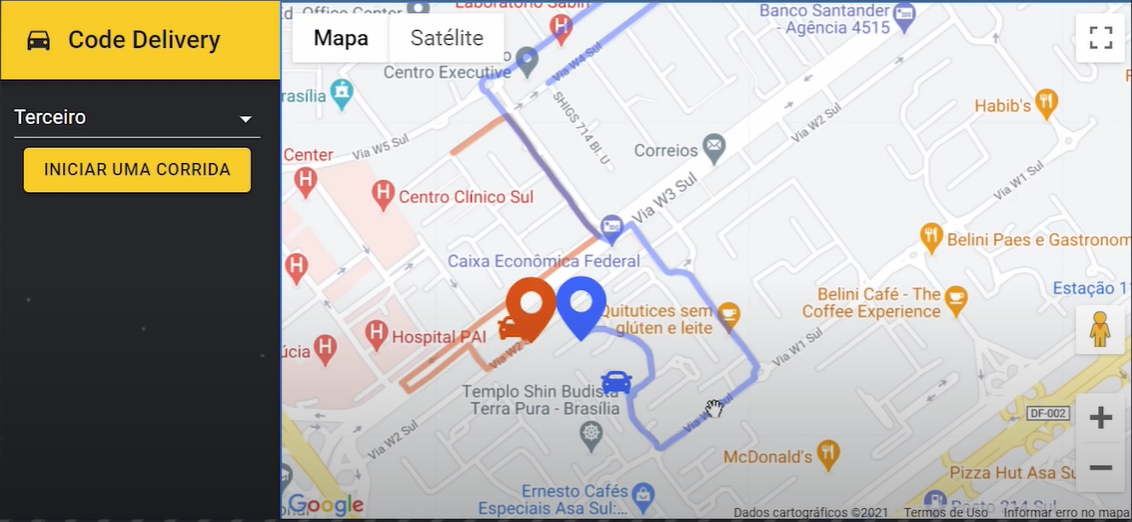 Code Delivery
Terceiro
INICIAR UMA CORRIDA
Mapa
Satélite
Office Center
Laboratório Sabin
Banco Santander
- Agência 4515
Centro Executive
Via W4 Sul
rasília
SHIGS 714 Bl. U
Habib's
Via W2 Sul
Via W5 Sul
Center
Correios
Centro Clínico Sul
Via W3 Sul
Via W1 Sul
Belini Paes e Gastronom
Caixa Econômica Federal
Estação 11
Belini Café - The
Coffee Experience
Quitutices sem
glúten e leite
Hospital PAI
úcia
Via W2
Via W1 Sul
Templo Shin Budista
Terra Pura - Brasília
DF-002
Via W2 Sul
McDonald's
Pizza Hut Asa Su
Ernesto Cafés
Especiais Asa Sul:...
Google
Dados cartográficos ©2021
Termos de Uso
Informar erro no mapa